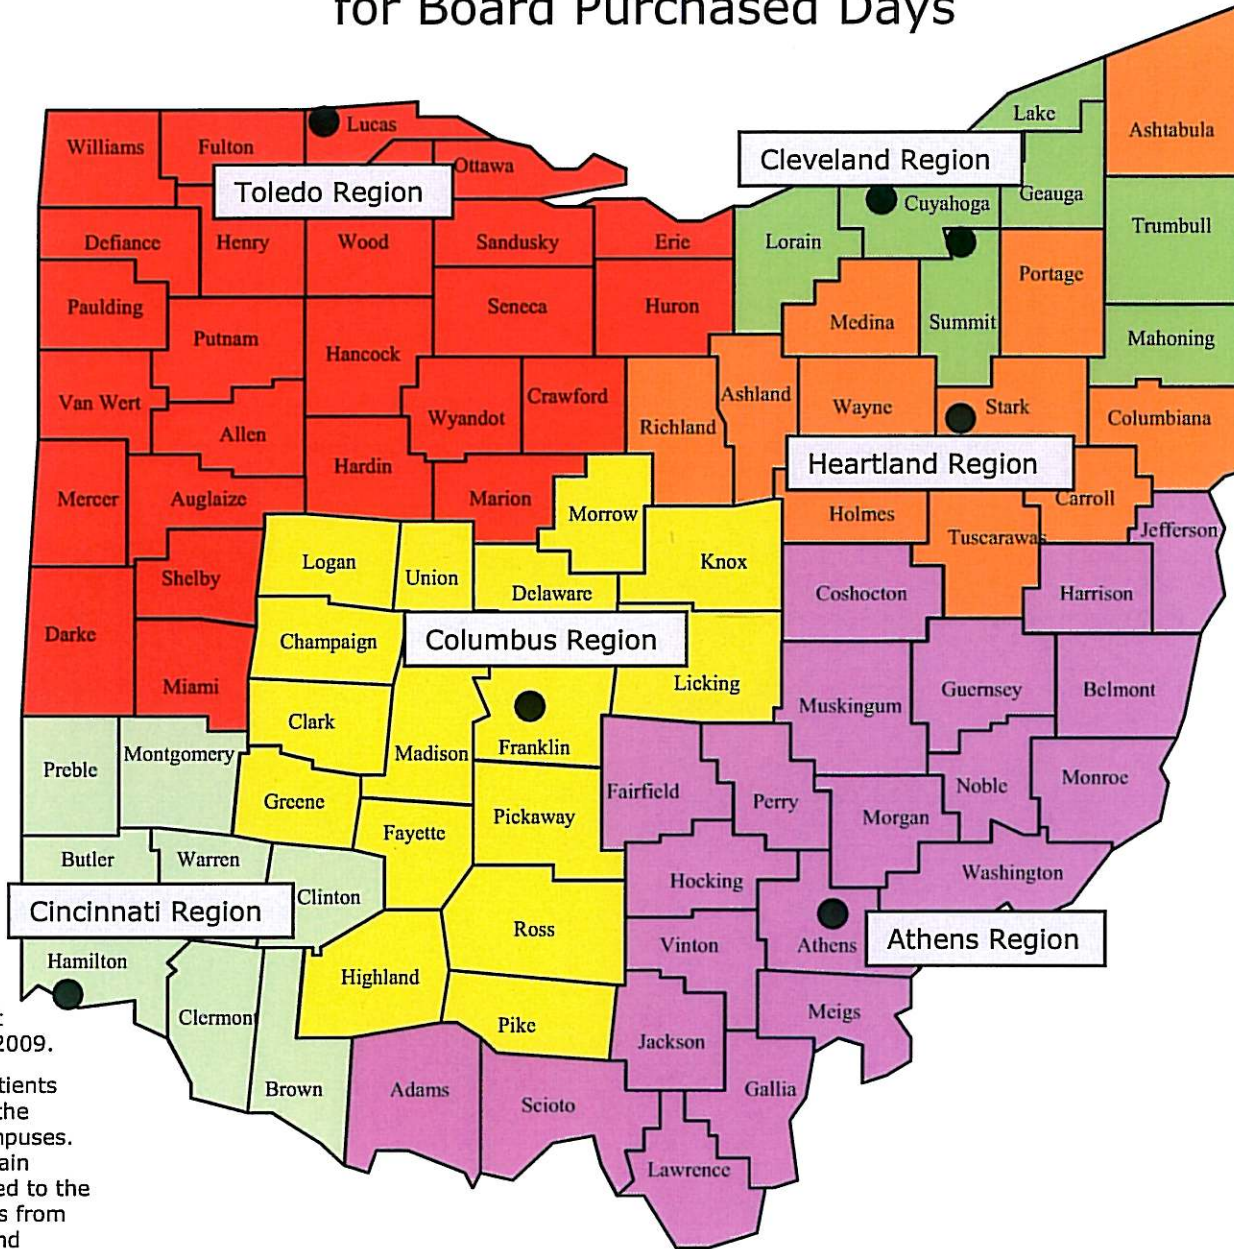 for Board Purchased Days
Lake
Ashtabula
Lucas
Williams
Fulton
Cleveland Region
Ottawa
Toledo Region
Geauga
Cuyahoga
Trumbull
Defiance
Henry
Wood
Sandusky
Erie
Lorain
Portage
Paulding
Seneca
Huron
Medina
Summit
Mahoning
Putnam
Hancock
Van Wert
Wyandot
Crawford
Ashland
Wayne
Stark
Columbiana
Allen
Richland
Hardin
Heartland Region
Mercer
Auglaize
Marion
Morrow
Holmes
Carroll
Jefferson
Tuscarawas
Logan
Union
Knox
Shelby
Delaware
Coshocton
Harrison
Darke
Champaign
Columbus Region
Miami
Licking
Guernsey
Belmont
Muskingum
Clark
Madison
Franklin
Preble
Montgomery
Greene
Fairfield
Perry
Noble
Monroe
Pickaway
Morgan
Fayette
Butler
Warren
Hocking
Washington
Clinton
Cincinnati Region
Ross
Vinton
Athens
Athens Region
Hamilton
Highland
Clermont
Pike
Meigs
Jackson
2009.
Brown
Adams
Scioto
Gallia
the
Lawrence
ed to the
s from